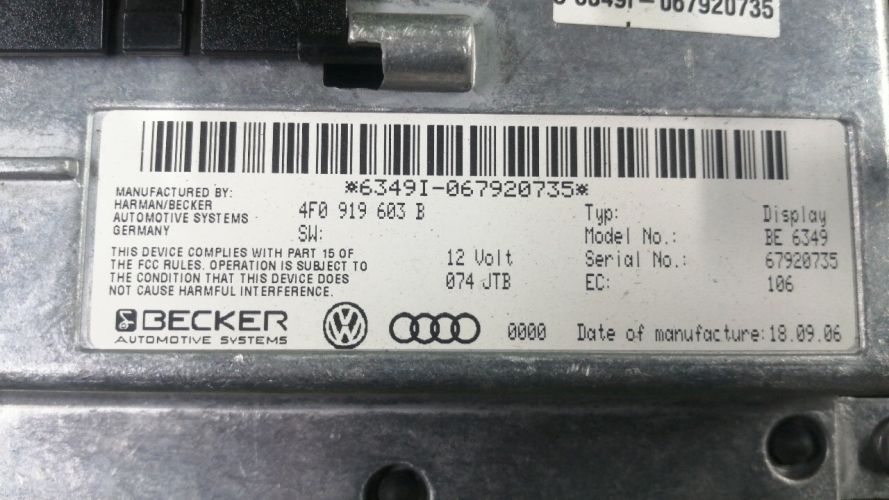 6349I-067920735
*6349I-067920735*
MANUFACTURED BY:
HARMAN/BECKER
AUTOMOTIVE SYSTEMS
GERMANY
THIS DEVICE COMPLIES WITH PART 15 OF
THE FCC RULES. OPERATION IS SUBJECT TO
THE CONDITION THAT THIS DEVICE DOES
NOT CAUSE HARMFUL INTERFERENCE.
4F0 919 603 B
SW:
12 Volt
074 JTB
Typ: Display
Model No.: BE 6349
Serial No.: 67920735
EC: 106
BECKER
AUTOMOTIVE SYSTEMS
VW
0000 Date of manufacture: 18.09.06